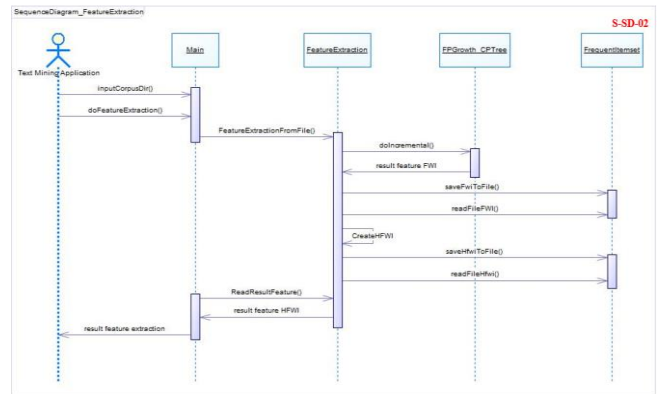 SequenceDiagram_FeatureExtraction
S-SD-02
Main
FeatureExtraction
FPGrowth_CPTree
FrequentItemset
Text Mining Application
inputCorpusDir()
doFeatureExtraction()
FeatureExtractionFromFile()
doIncremental()
result feature FWI
saveFwiToFile()
readFileFWI()
CreateHFWI
saveHfwiToFile()
readFileHfwi()
ReadResultFeature()
result feature HFWI
result feature extraction